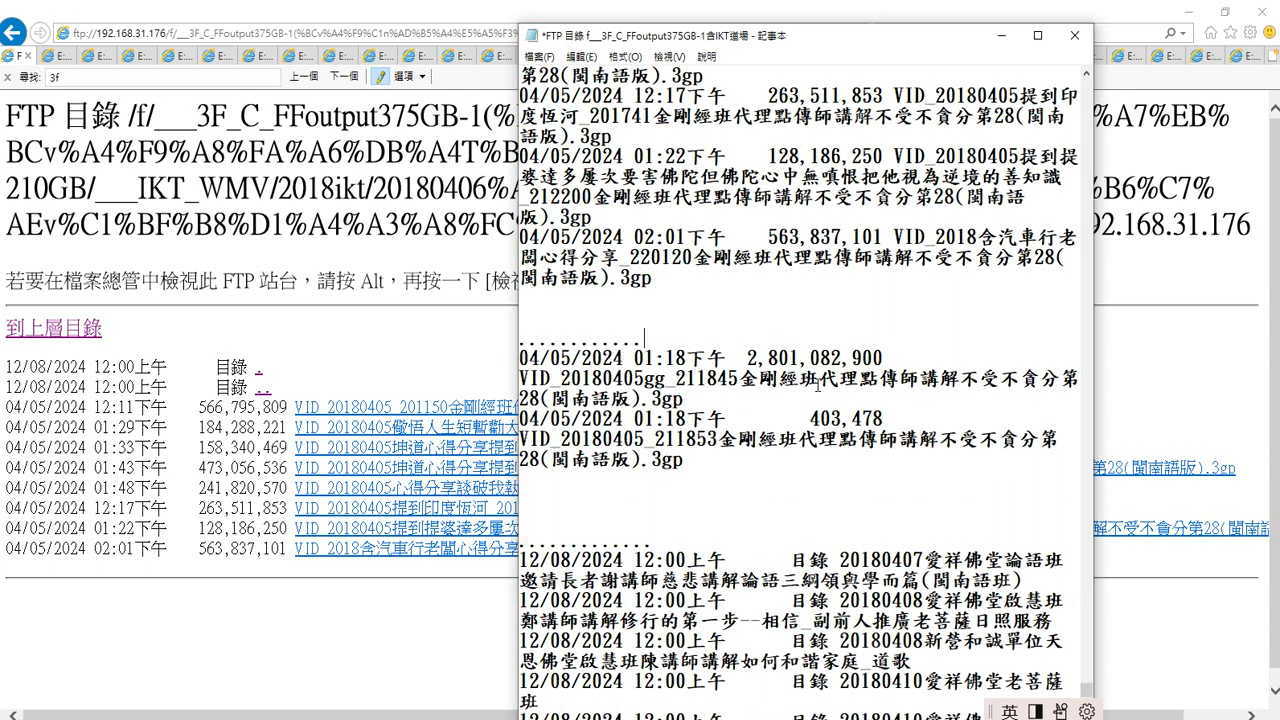 ftp://192.168.31.176/f/___3F_C_FFoutput375GB-1(%BCv%A4%F9%C1n%AD%B5%E4%E5%A5%F3%
尋找: 3f 上一個 下一個 選項
FTP 目錄 /f/___3F_C_FFoutput375GB-1(%
%A7%EB%
BCv%A4%F9%A8%FA%A6%DB%A4T%B
210GB/___IKT_WMV/2018ikt/20180406%A
%B6%C7%
AEv%C1%BF%B8%D1%A4%A3%A8%FC%
92.168.31.176
若要在檔案總管中檢視此 FTP 站台，請按 Alt，再按一下 [檢視
到上層目錄
12/08/2024 12:00上午 目錄 .
12/08/2024 12:00上午 目錄 ..
04/05/2024 12:11下午 566,795,809 VID_20180405_201150金剛經班代
04/05/2024 01:29下午 184,288,221 VID_20180405敬悟人生短暫勸大
04/05/2024 01:33下午 158,340,469 VID_20180405坤道心得分享提到
04/05/2024 01:43下午 473,056,536 VID_20180405坤道心得分享提到
第28(閩南語版).3gp
04/05/2024 01:48下午 241,820,570 VID_20180405心得分享談破我執
04/05/2024 12:17下午 263,511,853 VID_20180405提到印度恆河_201
04/05/2024 01:22下午 128,186,250 VID_20180405提到提婆達多屢次
解不受不貪分第28(閩南語
04/05/2024 02:01下午 563,837,101 VID_2018含汽車行老闆心得分享
*FTP 目錄 f___3F_C_FFoutput375GB-1含IKT道場 - 記事本
檔案(F) 編輯(E) 格式(O) 檢視(V) 說明
第28(閩南語版).3gp
04/05/2024 12:17下午 263,511,853 VID_20180405提到印
度恆河_201741金剛經班代理點傳師講解不受不貪分第28(閩南
語版).3gp
04/05/2024 01:22下午 128,186,250 VID_20180405提到提
婆達多屢次要害佛陀但佛陀心中無嗔恨把他視為逆境的善知識
_212200金剛經班代理點傳師講解不受不貪分第28(閩南語
版).3gp
04/05/2024 02:01下午 563,837,101 VID_2018含汽車行老
闆心得分享_220120金剛經班代理點傳師講解不受不貪分第28(
閩南語版).3gp
............
04/05/2024 01:18下午 2,801,082,900
VID_20180405gg_211845金剛經班代理點傳師講解不受不貪分第
28(閩南語版).3gp
04/05/2024 01:18下午 403,478
VID_20180405_211853金剛經班代理點傳師講解不受不貪分第
28(閩南語版).3gp
.............
12/08/2024 12:00上午 目錄 20180407愛祥佛堂論語班
邀請長者謝講師慈悲講解論語三綱領與學而篇(閩南語班)
12/08/2024 12:00上午 目錄 20180408愛祥佛堂啟慧班
鄭講師講解修行的第一步--相信_副前人推廣老菩薩日照服務
12/08/2024 12:00上午 目錄 20180408新營和誠單位天
恩佛堂啟慧班陳講師講解如何和諧家庭_道歌
12/08/2024 12:00上午 目錄 20180410愛祥佛堂老菩薩
班
英